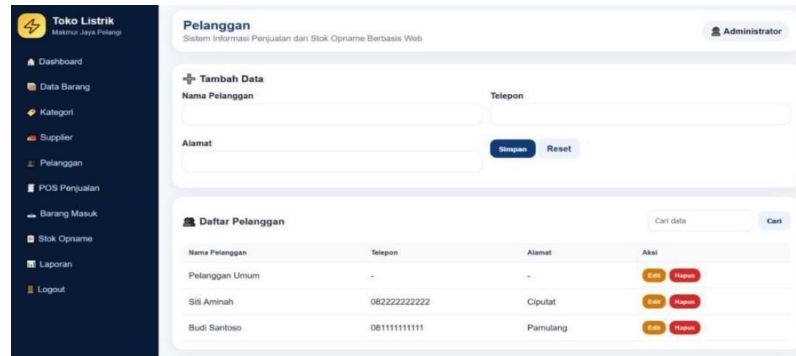 Toko Listrik
Makmur Jaya Pelangi
Dashboard
Data Barang
Kategori
Supplier
Pelanggan
POS Penjualan
Barang Masuk
Stok Opname
Laporan
Logout
Pelanggan
Sistem Informasi Penjualan dan Stok Opname Berbasis Web
Administrator
Tambah Data
Nama Pelanggan Telepon
Alamat
Simpan Reset
Daftar Pelanggan
Cari data Cari
Nama Pelanggan Telepon Alamat Aksi
Pelanggan Umum - - Edit Hapus
Siti Aminah 082222222222 Ciputat Edit Hapus
Budi Santoso 081111111111 Pamulang Edit Hapus